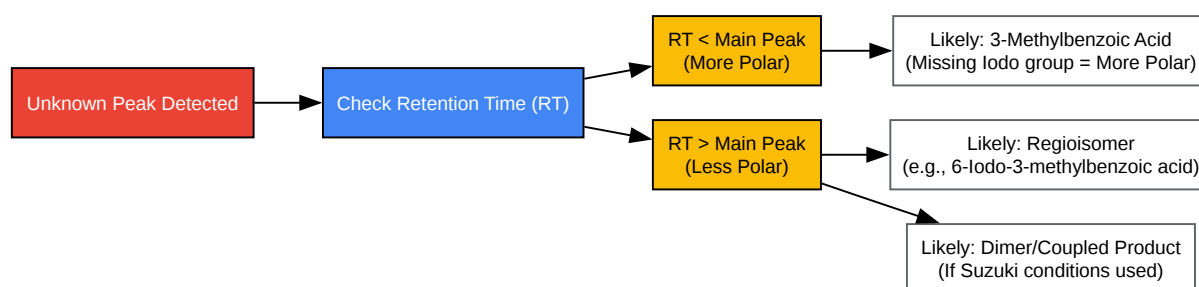 Unknown Peak Detected
Check Retention Time (RT)
RT < Main Peak
(More Polar)
Likely: 3-Methylbenzoic Acid
(Missing Iodo group = More Polar)
RT > Main Peak
(Less Polar)
Likely: Regioisomer
(e.g., 6-Iodo-3-methylbenzoic acid)
Likely: Dimer/Coupled Product
(If Suzuki conditions used)